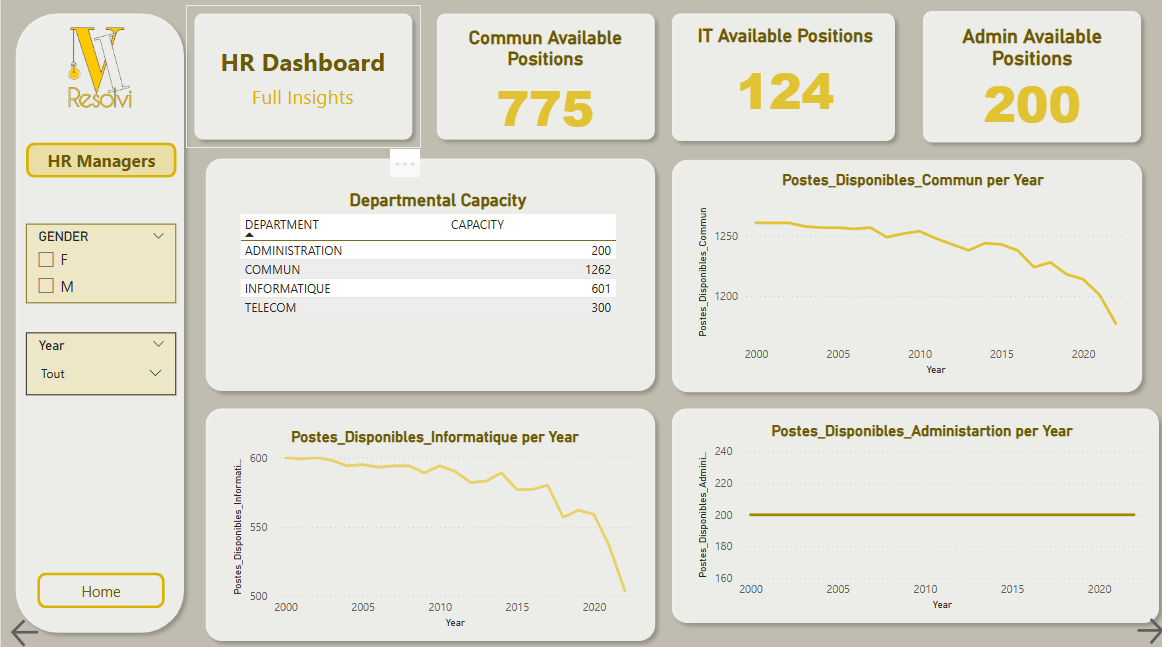 Resolvi
HR Managers
GENDER
F
M
Year
Tout
Home
HR Dashboard
Full Insights
Commun Available
Positions
775
IT Available Positions
124
Admin Available
Positions
200
Departmental Capacity
DEPARTMENT CAPACITY
ADMINISTRATION 200
COMMUN 1262
INFORMATIQUE 601
TELECOM 300
Postes_Disponibles_Commun per Year
Postes_Disponibles_Commun
1250
1200
2000 2005 2010 2015 2020
Year
Postes_Disponibles_Informatique per Year
Postes_Disponibles_Informati...
600
550
500
2000 2005 2010 2015 2020
Year
Postes_Disponibles_Administartion per Year
Postes_Disponibles_Admini...
240
220
200
180
160
2000 2005 2010 2015 2020
Year